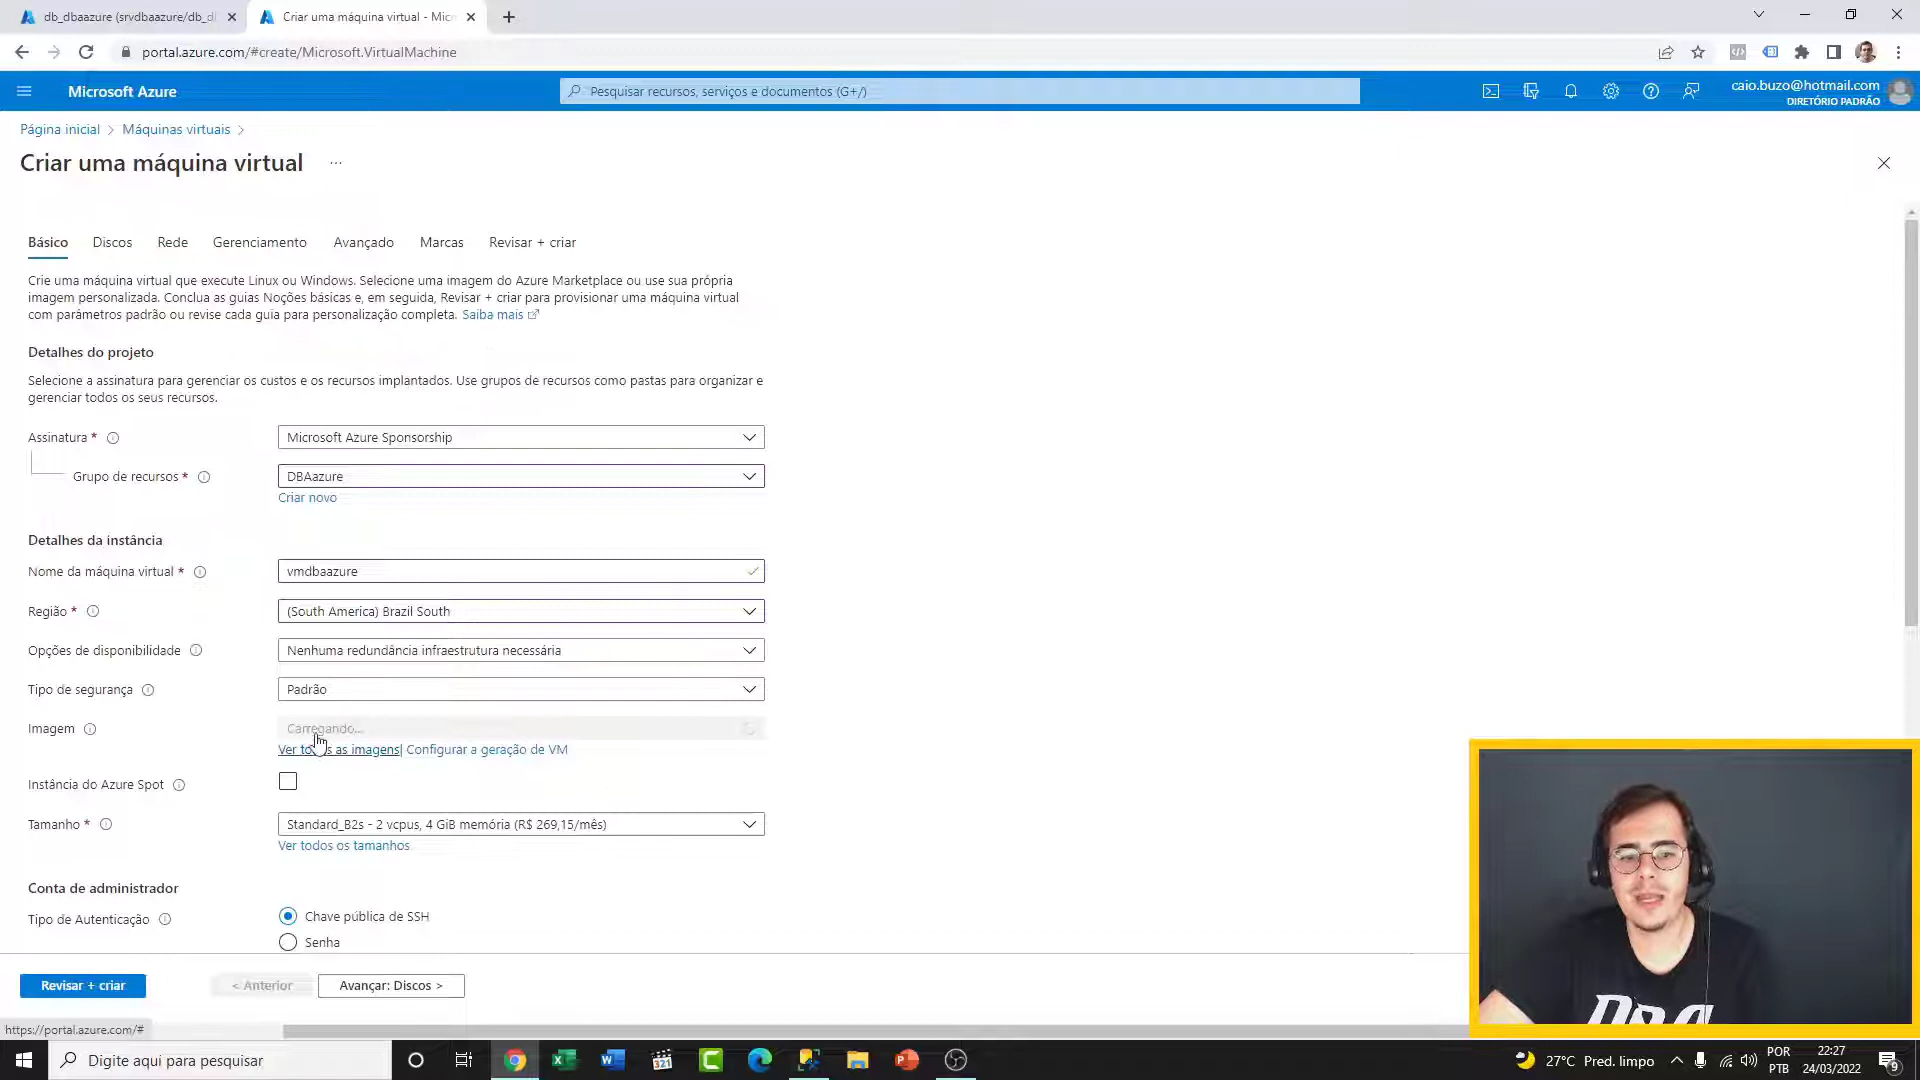 db_dbaazure (srvdbaazure/db_d
Criar uma máquina virtual - Micr
portal.azure.com/#create/Microsoft.VirtualMachine
Microsoft Azure
Pesquisar recursos, serviços e documentos (G+/)
caio.buzo@hotmail.com
DIRETÓRIO PADRÃO
Página inicial > Máquinas virtuais >
Criar uma máquina virtual ...
Básico Discos Rede Gerenciamento Avançado Marcas Revisar + criar
Crie uma máquina virtual que execute Linux ou Windows. Selecione uma imagem do Azure Marketplace ou use sua própria
imagem personalizada. Conclua as guias Noções básicas e, em seguida, Revisar + criar para provisionar uma máquina virtual
com parâmetros padrão ou revise cada guia para personalização completa. Saiba mais
Detalhes do projeto
Selecione a assinatura para gerenciar os custos e os recursos implantados. Use grupos de recursos como pastas para organizar e
gerenciar todos os seus recursos.
Assinatura * Microsoft Azure Sponsorship
Grupo de recursos * DBAazure
Criar novo
Detalhes da instância
Nome da máquina virtual * vmdbaazure
Região * (South America) Brazil South
Opções de disponibilidade Nenhuma redundância infraestrutura necessária
Tipo de segurança Padrão
Imagem Carregando...
Ver todas as imagens | Configurar a geração de VM
Instância do Azure Spot
Tamanho * Standard_B2s - 2 vcpus, 4 GiB memória (R$ 269,15/mês)
Ver todos os tamanhos
Conta de administrador
Tipo de Autenticação Chave pública de SSH
Senha
Revisar + criar < Anterior Avançar: Discos >
https://portal.azure.com/#
Digite aqui para pesquisar
321
27°C Pred. limpo
POR
PTB
22:27
24/03/2022
9